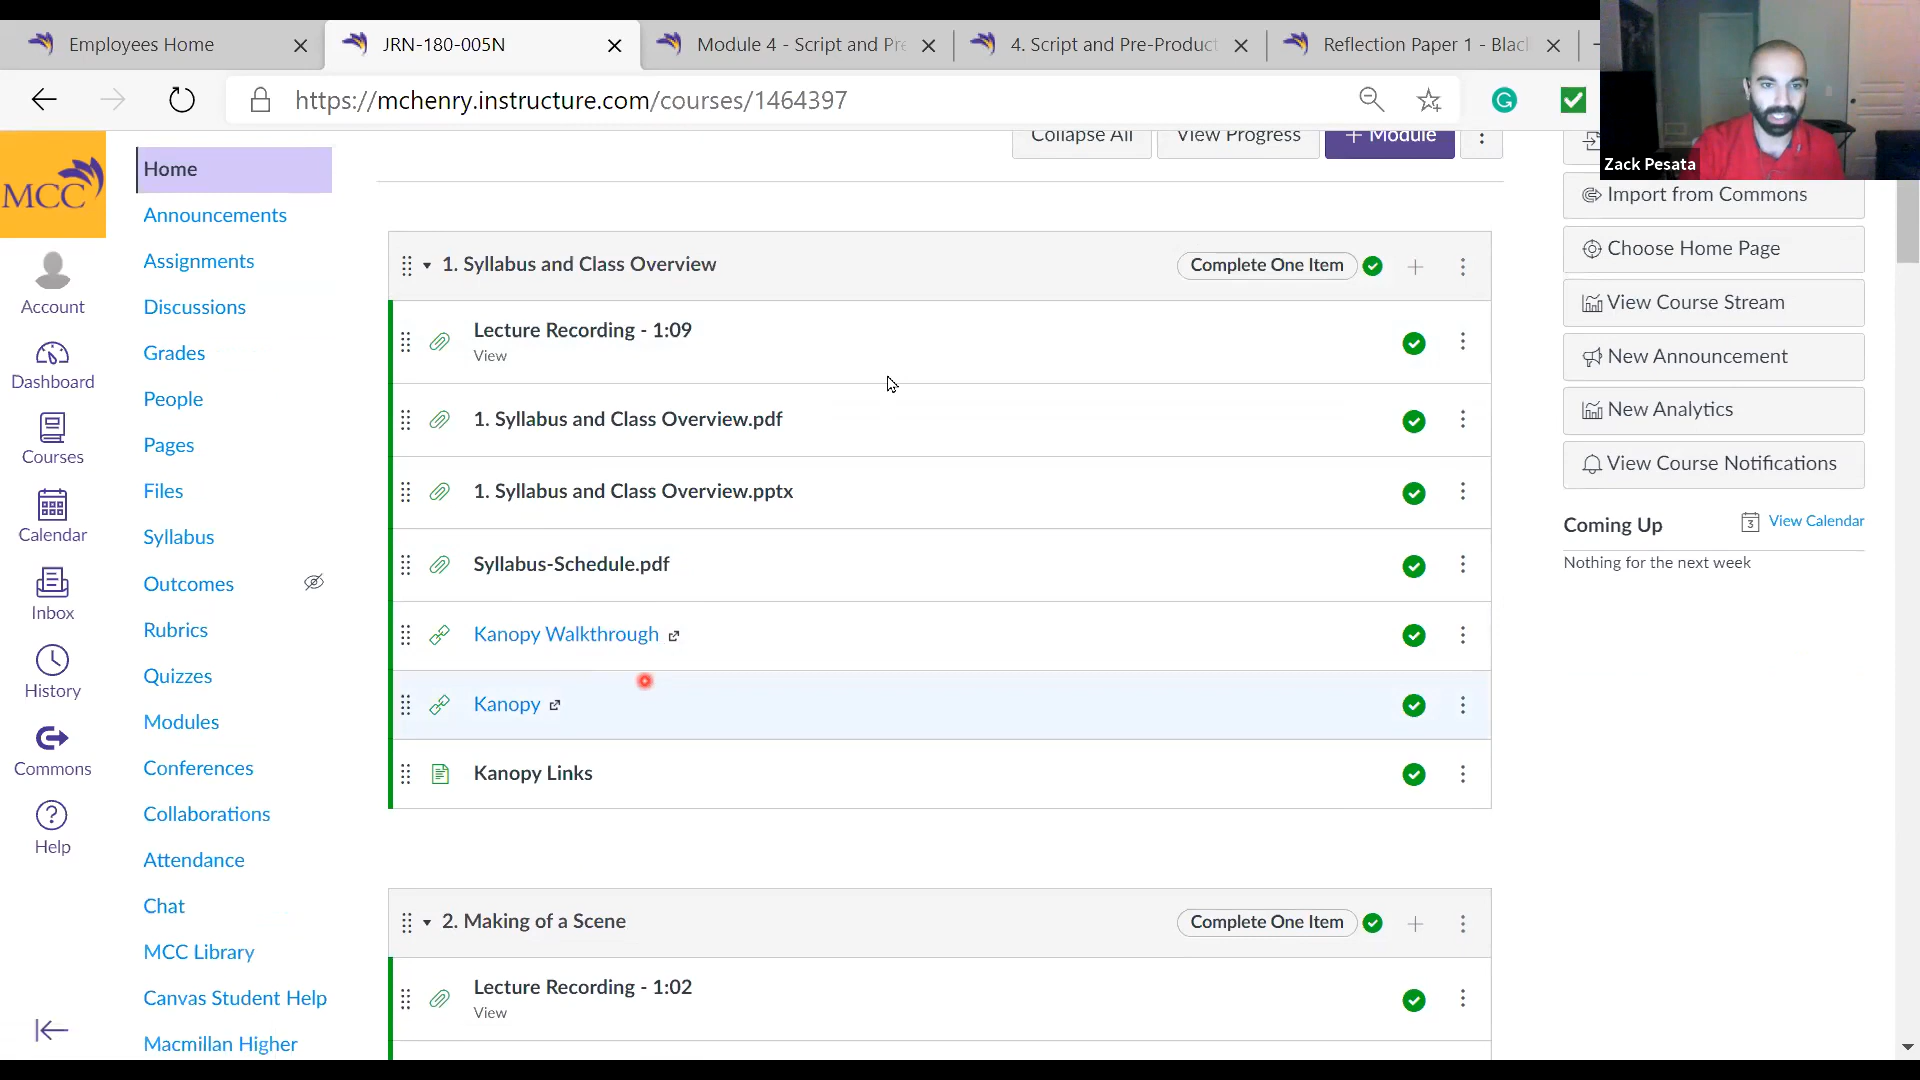 Employees Home
JRN-180-005N
Module 4 - Script and Pre
4. Script and Pre-Product
Reflection Paper 1 - Blac
https://mchenry.instructure.com/courses/1464397
Zack Pesata
MCC
Account
Dashboard
Courses
Calendar
Inbox
History
Commons
Help
Home
Announcements
Assignments
Discussions
Grades
People
Pages
Files
Syllabus
Outcomes
Rubrics
Quizzes
Modules
Conferences
Collaborations
Attendance
Chat
MCC Library
Canvas Student Help
Macmillan Higher
Collapse All
View Progress
+ Module
1. Syllabus and Class Overview
Complete One Item
Lecture Recording - 1:09
View
1. Syllabus and Class Overview.pdf
1. Syllabus and Class Overview.pptx
Syllabus-Schedule.pdf
Kanopy Walkthrough
Kanopy
Kanopy Links
2. Making of a Scene
Complete One Item
Lecture Recording - 1:02
View
Import from Commons
Choose Home Page
View Course Stream
New Announcement
New Analytics
View Course Notifications
Coming Up
3
View Calendar
Nothing for the next week